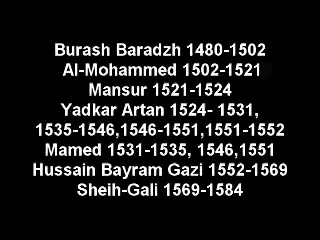 Burash Baradzh 1480-1502
Al-Mohammed 1502-1521
Mansur 1521-1524
Yadkar Artan 1524- 1531,
1535-1546,1546-1551,1551-1552
Mamed 1531-1535, 1546,1551
Hussain Bayram Gazi 1552-1569
Sheih-Gali 1569-1584